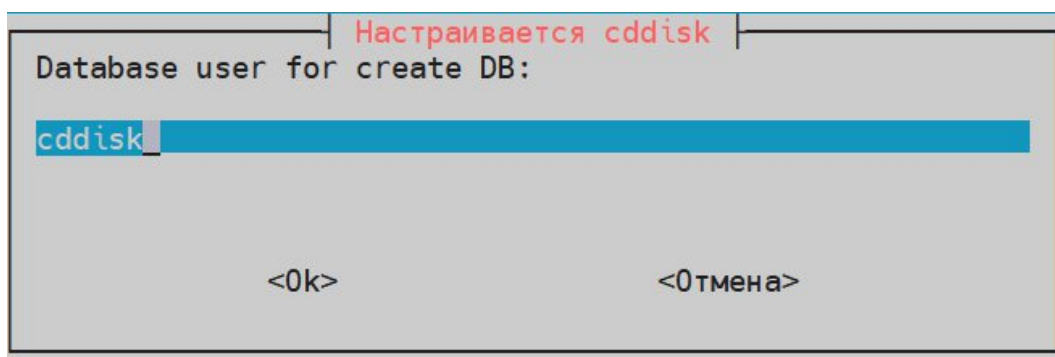 Настраивается cddisk
Database user for create DB:
cddisk
<Ok> <Отмена>